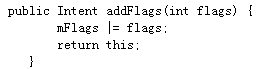 public Intent addFlags(int flags) {
mFlags |= flags;
return this;
}